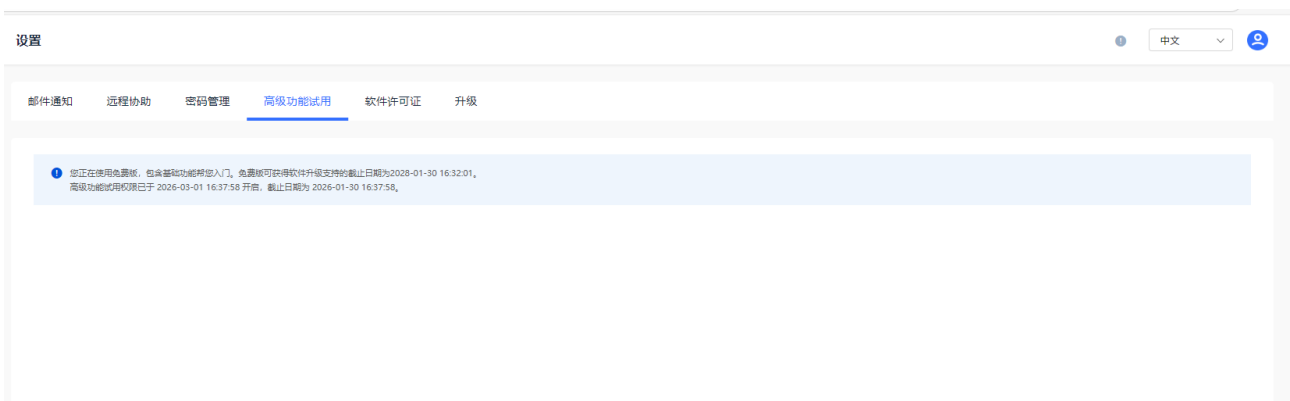 设置
中文
邮件通知 远程协助 密码管理 高级功能试用 软件许可证 升级
您正在使用免费版，包含基础功能帮您入门。免费版可获得软件升级支持的截止日期为2028-01-30 16:32:01。
高级功能试用权限已于 2026-03-01 16:37:58 开启，截止日期为 2026-01-30 16:37:58。